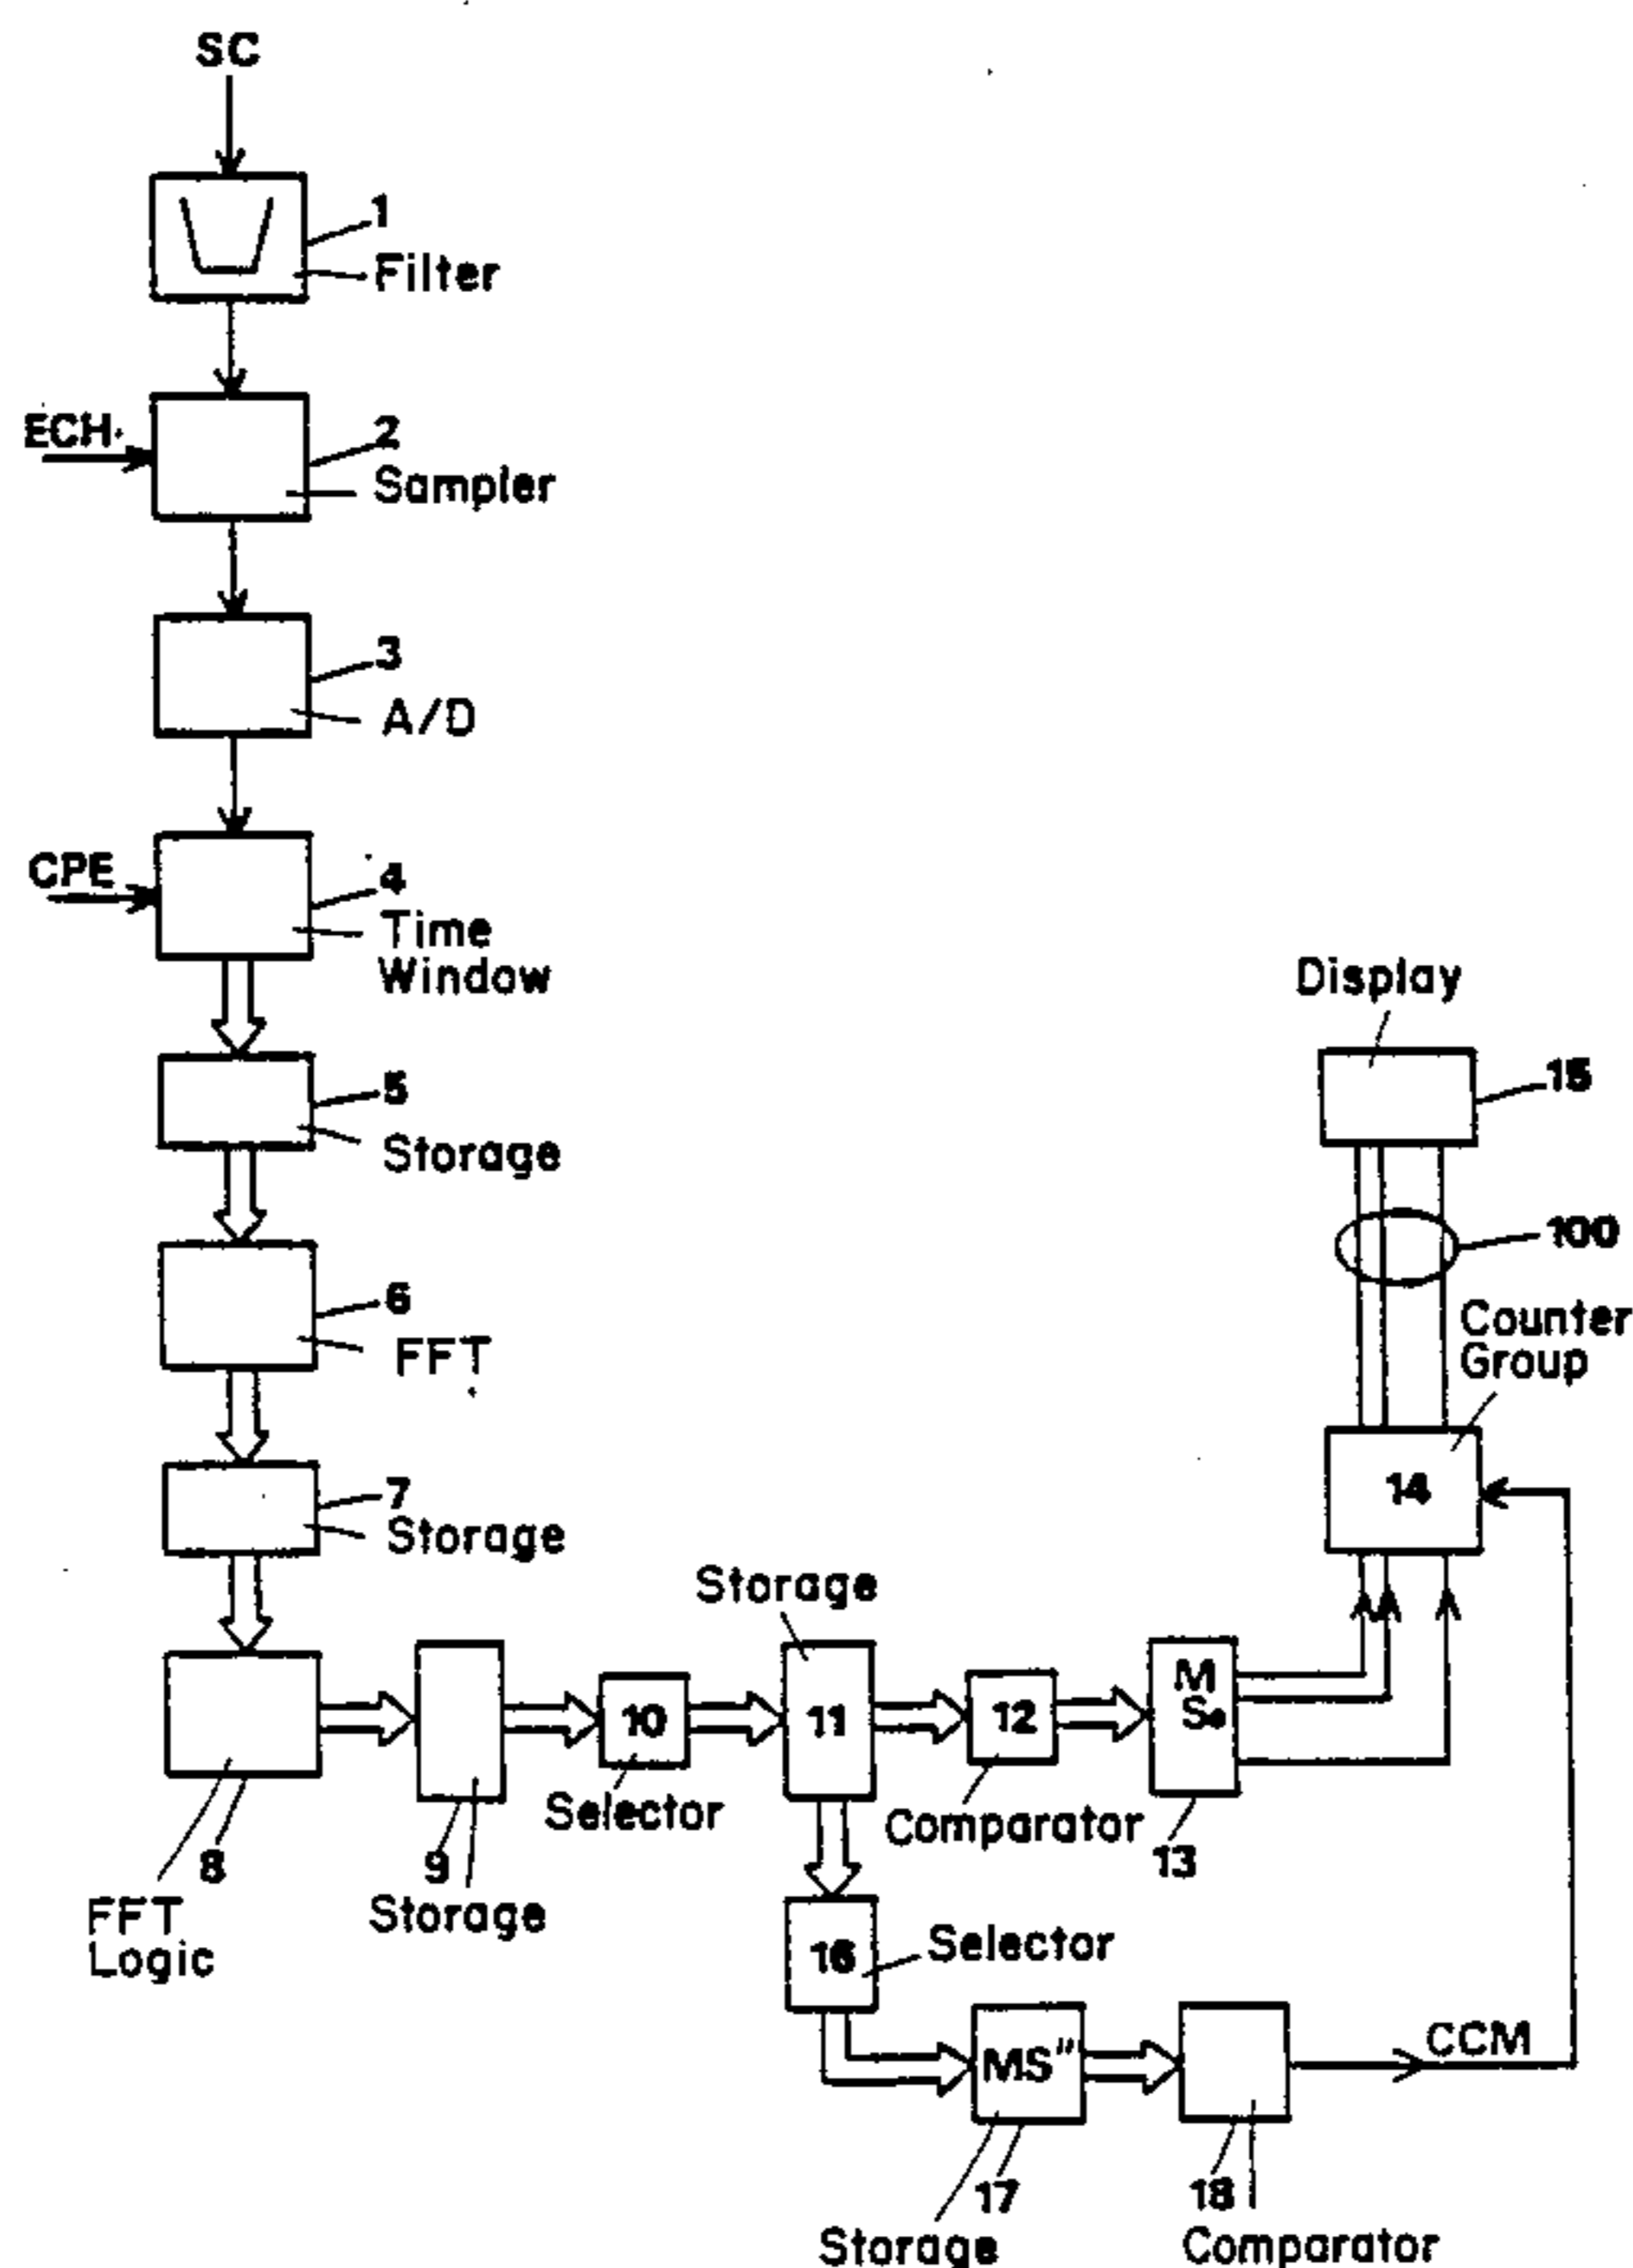 SC
1
Filter
ECH.
2
Sampler
3
A/D
CPE
4
Time
Window
5
Storage
6
FFT
7
Storage
8
FFT
Logic
9
Storage
10
Selector
Storage
11
12
Comparator
M
S
13
Display
15
100
Counter
Group
14
16
Selector
MS"
17
Storage
18
Comparator
CCM